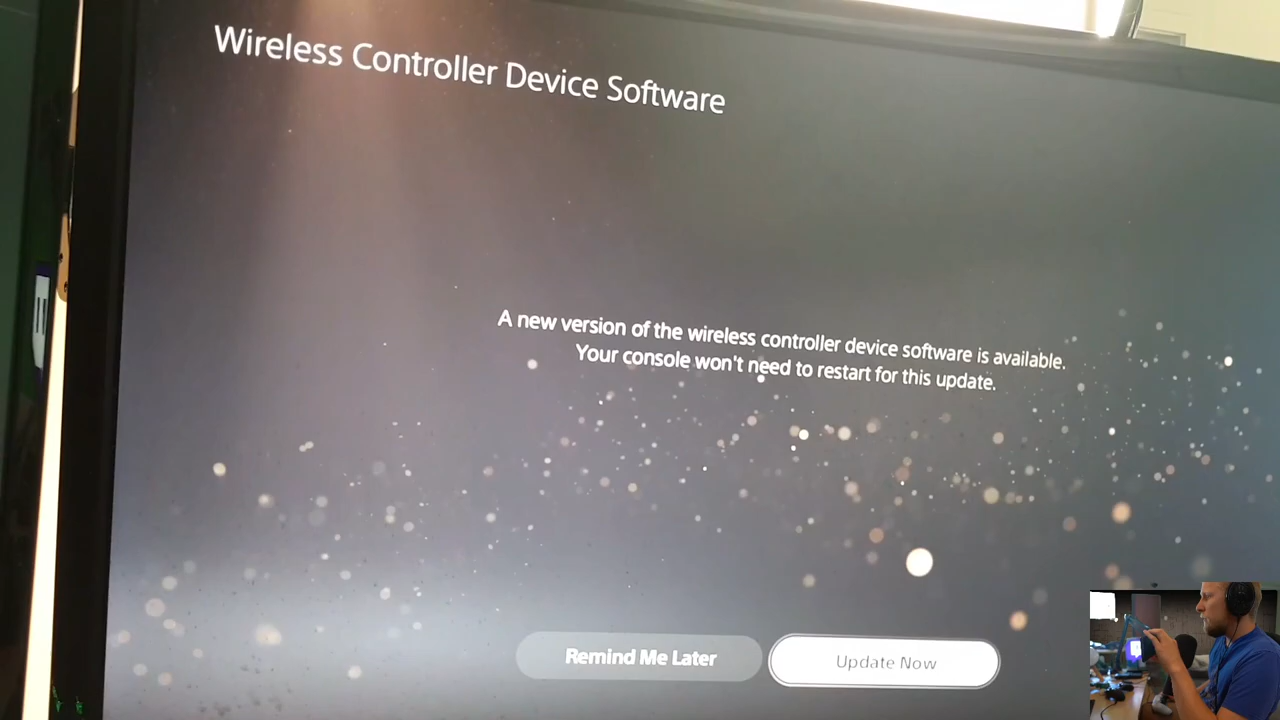 Wireless Controller Device Software
A new version of the wireless controller device software is available.
Your console won't need to restart for this update.
Remind Me Later
Update Now